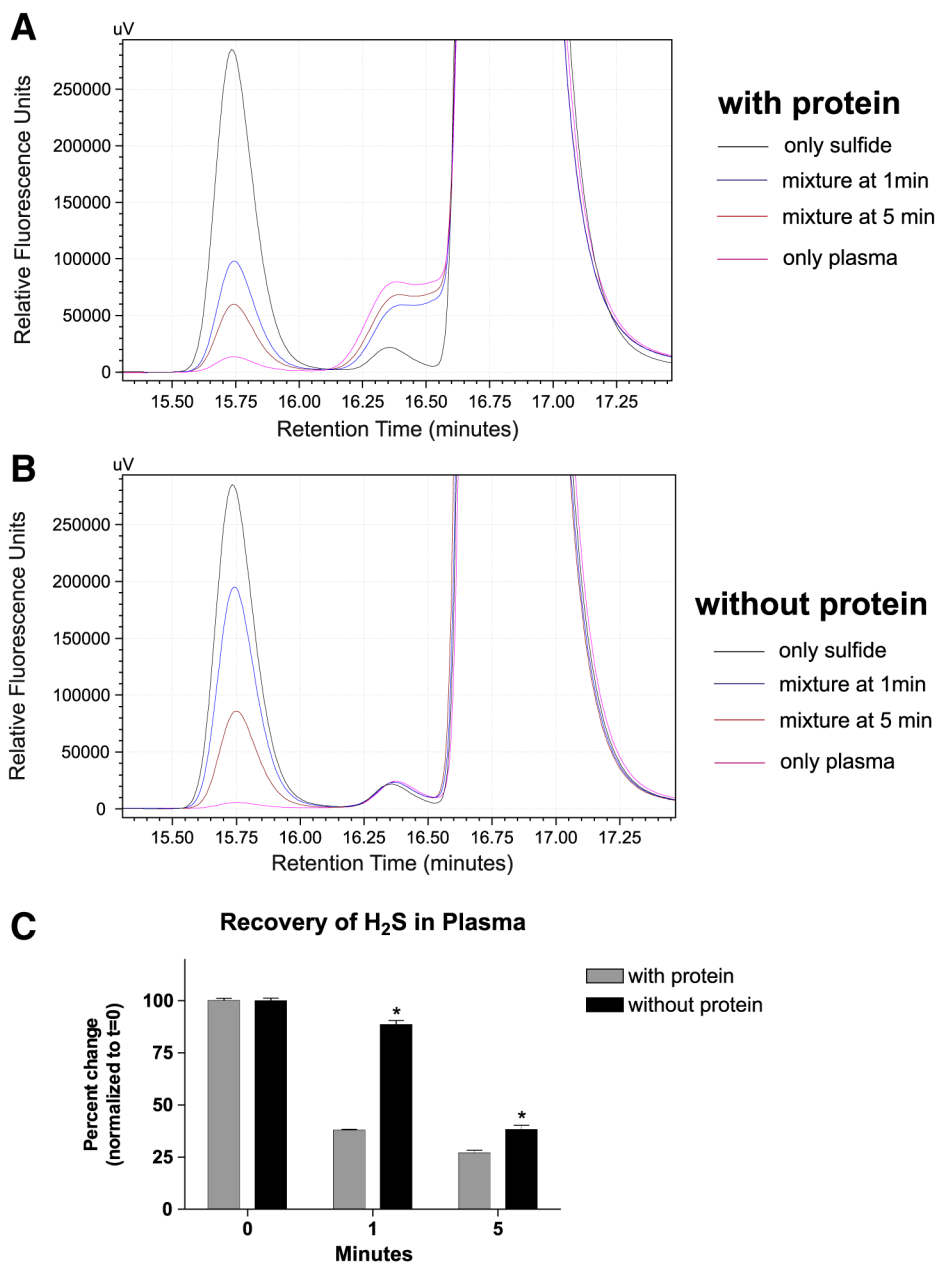 A
uV
Relative Fluorescence Units
250000
200000
150000
100000
50000
0
15.50 15.75 16.00 16.25 16.50 16.75 17.00 17.25
Retention Time (minutes)
with protein
only sulfide
mixture at 1min
mixture at 5 min
only plasma
B
uV
Relative Fluorescence Units
250000
200000
150000
100000
50000
0
15.50 15.75 16.00 16.25 16.50 16.75 17.00 17.25
Retention Time (minutes)
without protein
only sulfide
mixture at 1min
mixture at 5 min
only plasma
C
Recovery of H₂S in Plasma
Percent change
(normalized to t=0)
100
75
50
25
0
* *
0 1 5
Minutes
with protein
without protein